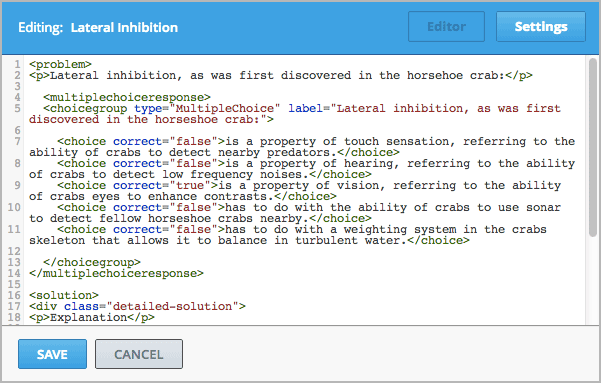 Editing: Lateral Inhibition
Editor
Settings
1 <problem>
2 <p>Lateral inhibition, as was first discovered in the horsehoe crab:</p>
3
4 <multiplechoiceresponse>
5 <choicegroup type="MultipleChoice" label="Lateral inhibition, as was first
discovered in the horseshoe crab:">
6
7 <choice correct="false">is a property of touch sensation, referring to the
ability of crabs to detect nearby predators.</choice>
8 <choice correct="false">is a property of hearing, referring to the ability
of crabs to detect low frequency noises.</choice>
9 <choice correct="true">is a property of vision, referring to the ability
of crabs eyes to enhance contrasts.</choice>
10 <choice correct="false">has to do with the ability of crabs to use sonar
to detect fellow horseshoe crabs nearby.</choice>
11 <choice correct="false">has to do with a weighting system in the crabs
skeleton that allows it to balance in turbulent water.</choice>
12
13 </choicegroup>
14 </multiplechoiceresponse>
15
16 <solution>
17 <div class="detailed-solution">
18 <p>Explanation</p>
SAVE
CANCEL